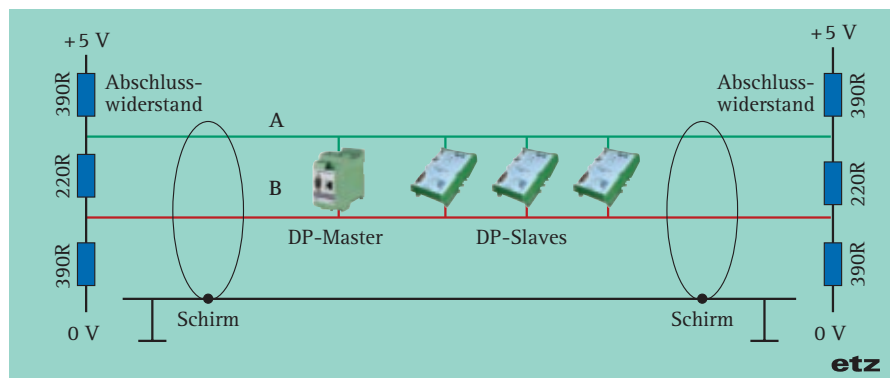 +5 V
390R
Abschluss-
widerstand
220R
390R
0 V
A
B
DP-Master
DP-Slaves
Schirm
Schirm
+5 V
Abschluss-
widerstand
390R
220R
390R
0 V
etz